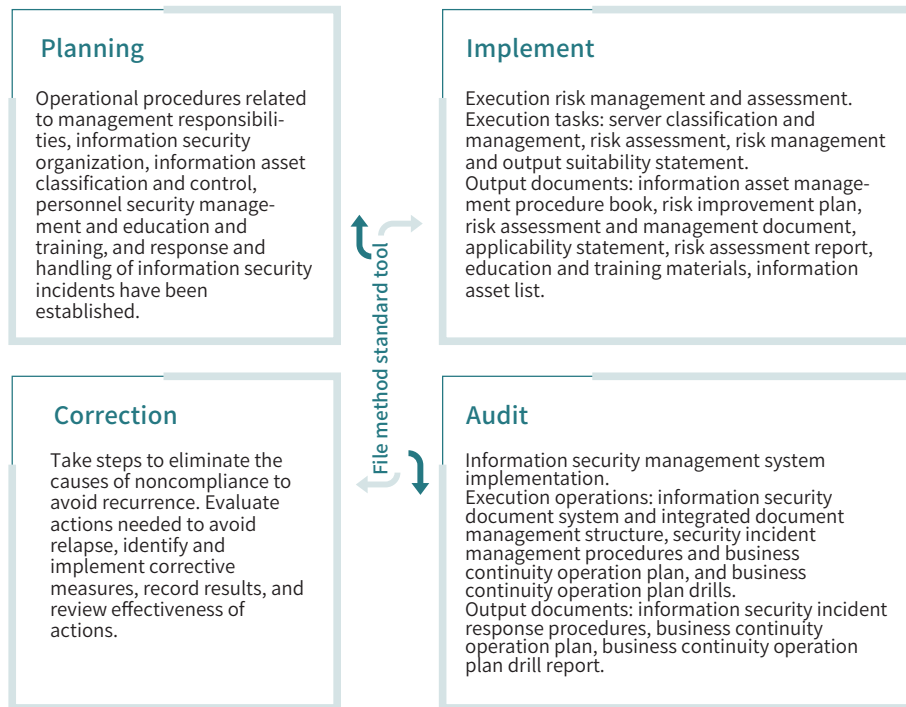 Planning
Operational procedures related
to management responsibili-
ties, information security
organization, information asset
classification and control,
personnel security manage-
ment and education and
training, and response and
handling of information security
incidents have been
established.
Implement
Execution risk management and assessment.
Execution tasks: server classification and
management, risk assessment, risk management
and output suitability statement.
Output documents: information asset manage-
ment procedure book, risk improvement plan,
risk assessment and management document,
applicability statement, risk assessment report,
education and training materials, information
asset list.
File method standard tool
Correction
Take steps to eliminate the
causes of noncompliance to
avoid recurrence. Evaluate
actions needed to avoid
relapse, identify and
implement corrective
measures, record results, and
review effectiveness of
actions.
Audit
Information security management system
implementation.
Execution operations: information security
document system and integrated document
management structure, security incident
management procedures and business
continuity operation plan, and business
continuity operation plan drills.
Output documents: information security incident
response procedures, business continuity
operation plan, business continuity operation
plan drill report.